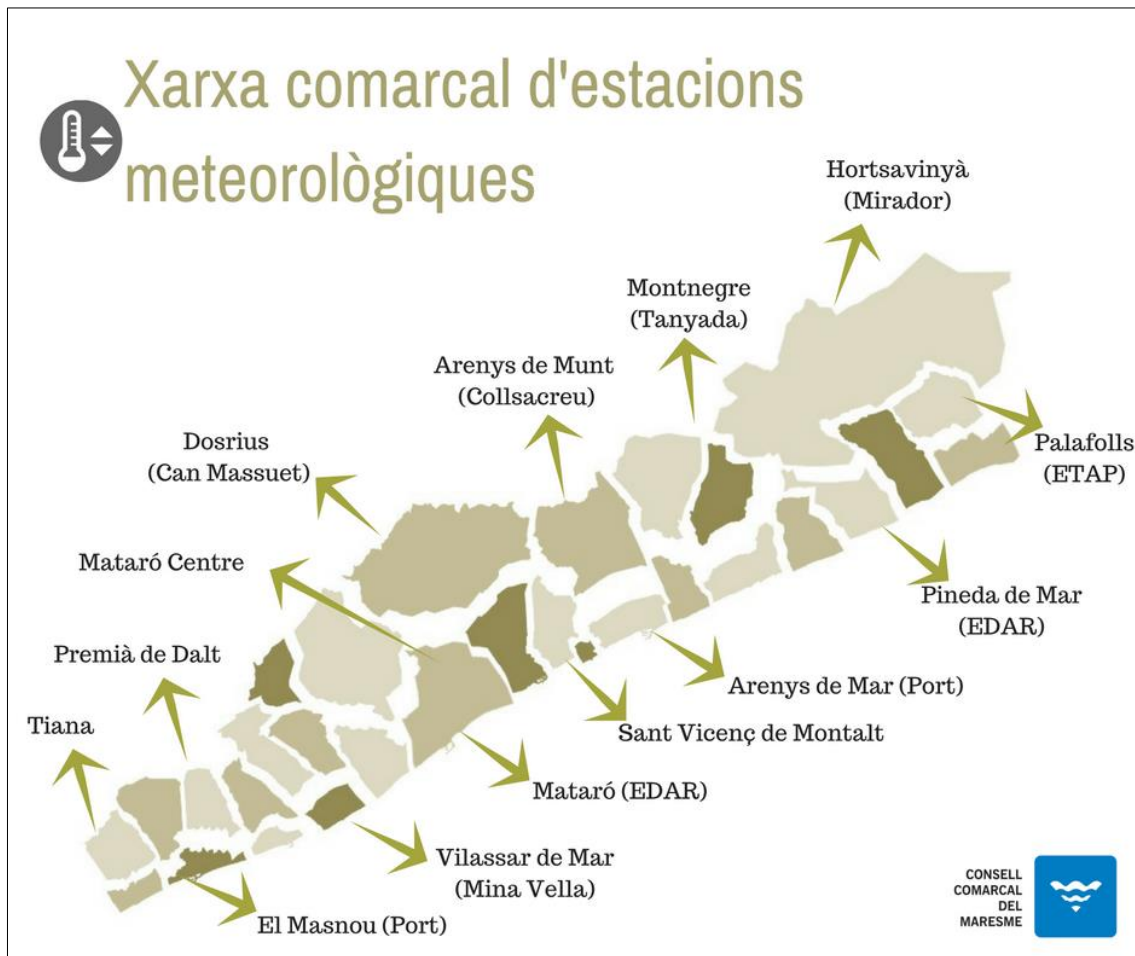 Xarxa comarcal d'estacions
meteorològiques
Hortsavinyà
(Mirador)
Montnegre
(Tanyada)
Arenys de Munt
(Collsacreu)
Dosrius
(Can Massuet)
Palafolls
(ETAP)
Mataró Centre
Pineda de Mar
(EDAR)
Premià de Dalt
Arenys de Mar (Port)
Tiana
Sant Vicenç de Montalt
Mataró (EDAR)
Vilassar de Mar
(Mina Vella)
El Masnou (Port)
CONSELL
COMARCAL
DEL
MARESME